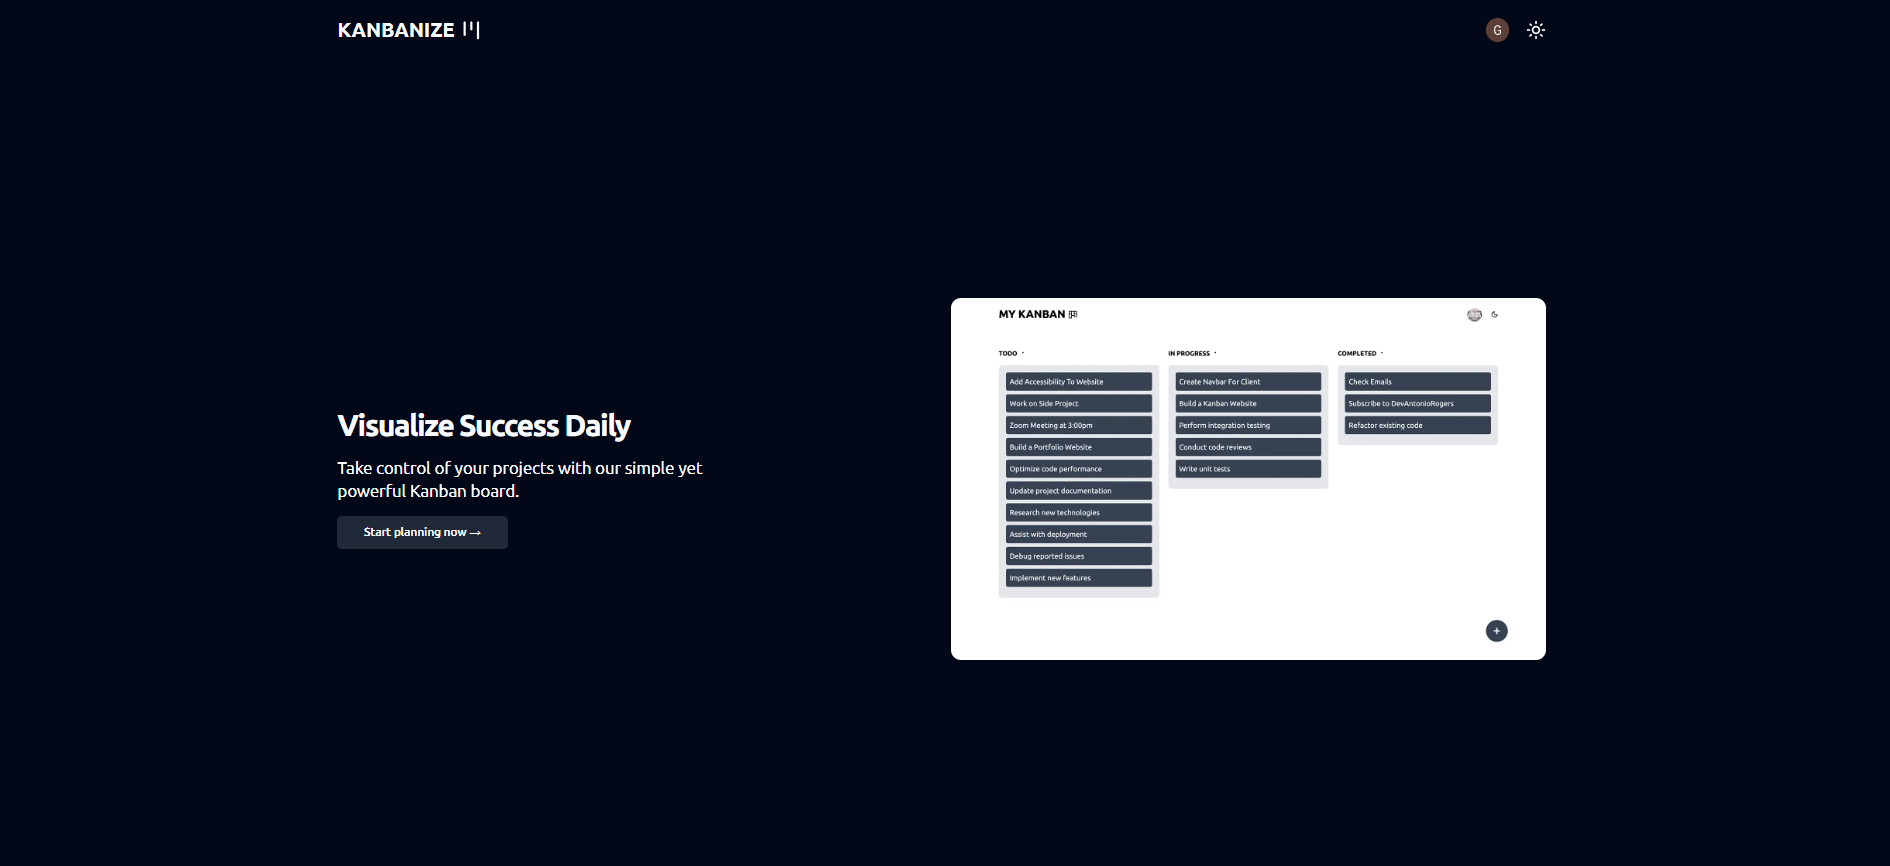 KANBANIZE
G
Visualize Success Daily
Take control of your projects with our simple yet
powerful Kanban board.
Start planning now →
MY KANBAN
TODO
Add Accessibility To Website
Work on Side Project
Zoom Meeting at 3:00pm
Build a Portfolio Website
Optimize code performance
Update project documentation
Research new technologies
Assist with deployment
Debug reported issues
Implement new features
IN PROGRESS
Create Navbar For Client
Build a Kanban Website
Perform integration testing
Conduct code reviews
Write unit tests
COMPLETED
Check Emails
Subscribe to DevAntonioRogers
Refactor existing code
+